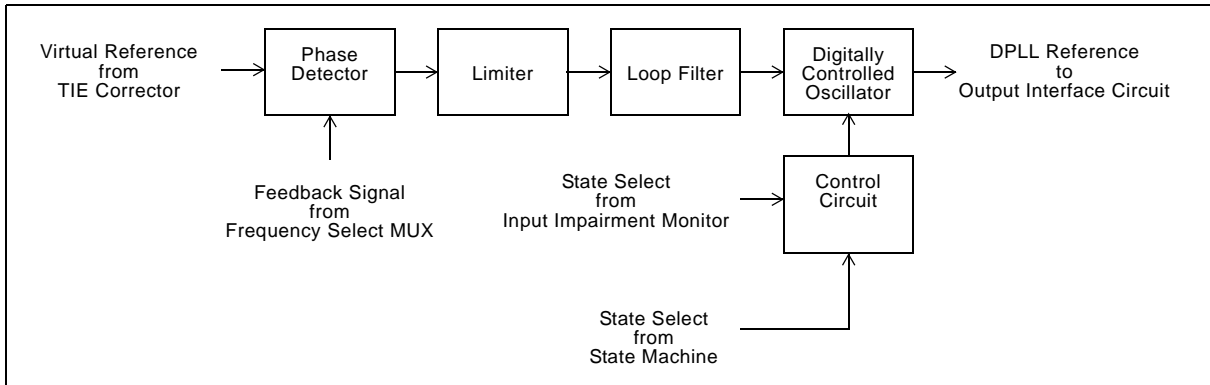 Virtual Reference
from
TIE Corrector
Phase
Detector
Limiter
Loop Filter
Digitally
Controlled
Oscillator
DPLL Reference
to
Output Interface Circuit
Feedback Signal
from
Frequency Select MUX
State Select
from
Input Impairment Monitor
Control
Circuit
State Select
from
State Machine